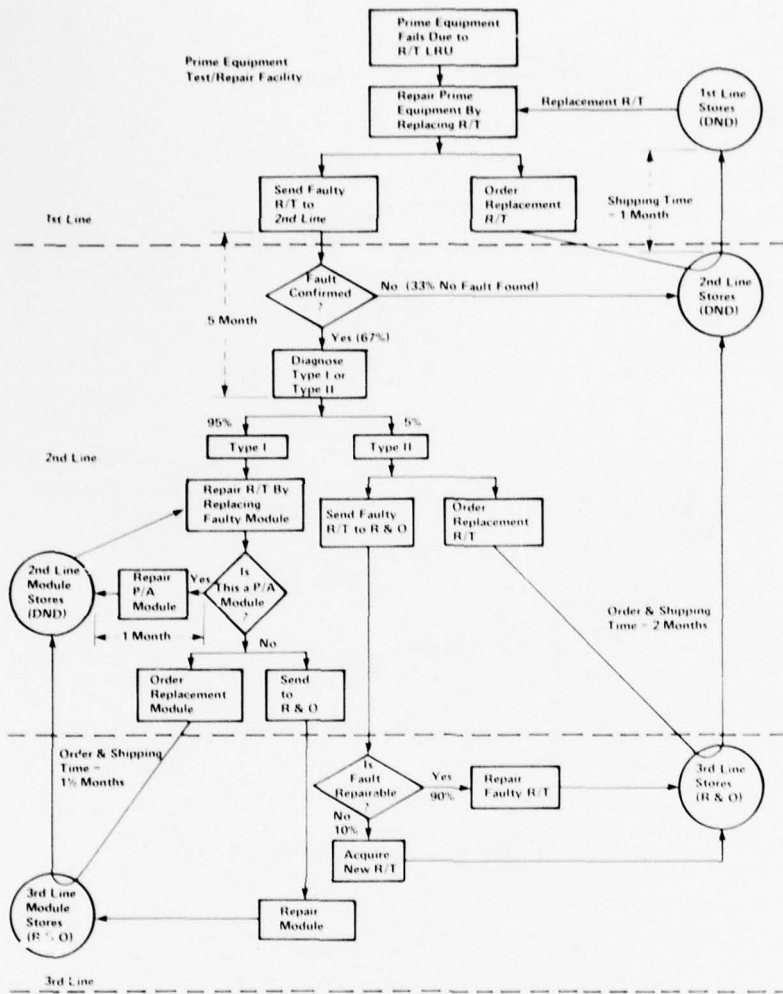 Prime Equipment
Fails Due to
R/T LRU
Prime Equipment
Test/Repair Facility
Repair Prime
Equipment By
Replacing R/T
Replacement R/T
1st Line
Stores
(DND)
Send Faulty
R/T to
2nd Line
Order
Replacement
R/T
Shipping Time
= 1 Month
1st Line
Fault
Confirmed
?
No (33% No Fault Found)
2nd Line
Stores
(DND)
5 Month
Yes (67%)
Diagnose
Type I or
Type II
95%
5%
Type I
Type II
2nd Line
Repair R/T By
Replacing
Faulty Module
Send Faulty
R/T to R & O
Order
Replacement
R/T
2nd Line
Module
Stores
(DND)
Repair
P/A
Module
Yes
Is
This a P/A
Module
?
1 Month
No
Order & Shipping
Time = 2 Months
Order
Replacement
Module
Send
to
R & O
Order & Shipping
Time =
1½ Months
Is
Fault
Repairable
?
Yes
90%
Repair
Faulty R/T
3rd Line
Stores
(R & O)
No
10%
Acquire
New R/T
3rd Line
Module
Stores
(R & O)
Repair
Module
3rd Line